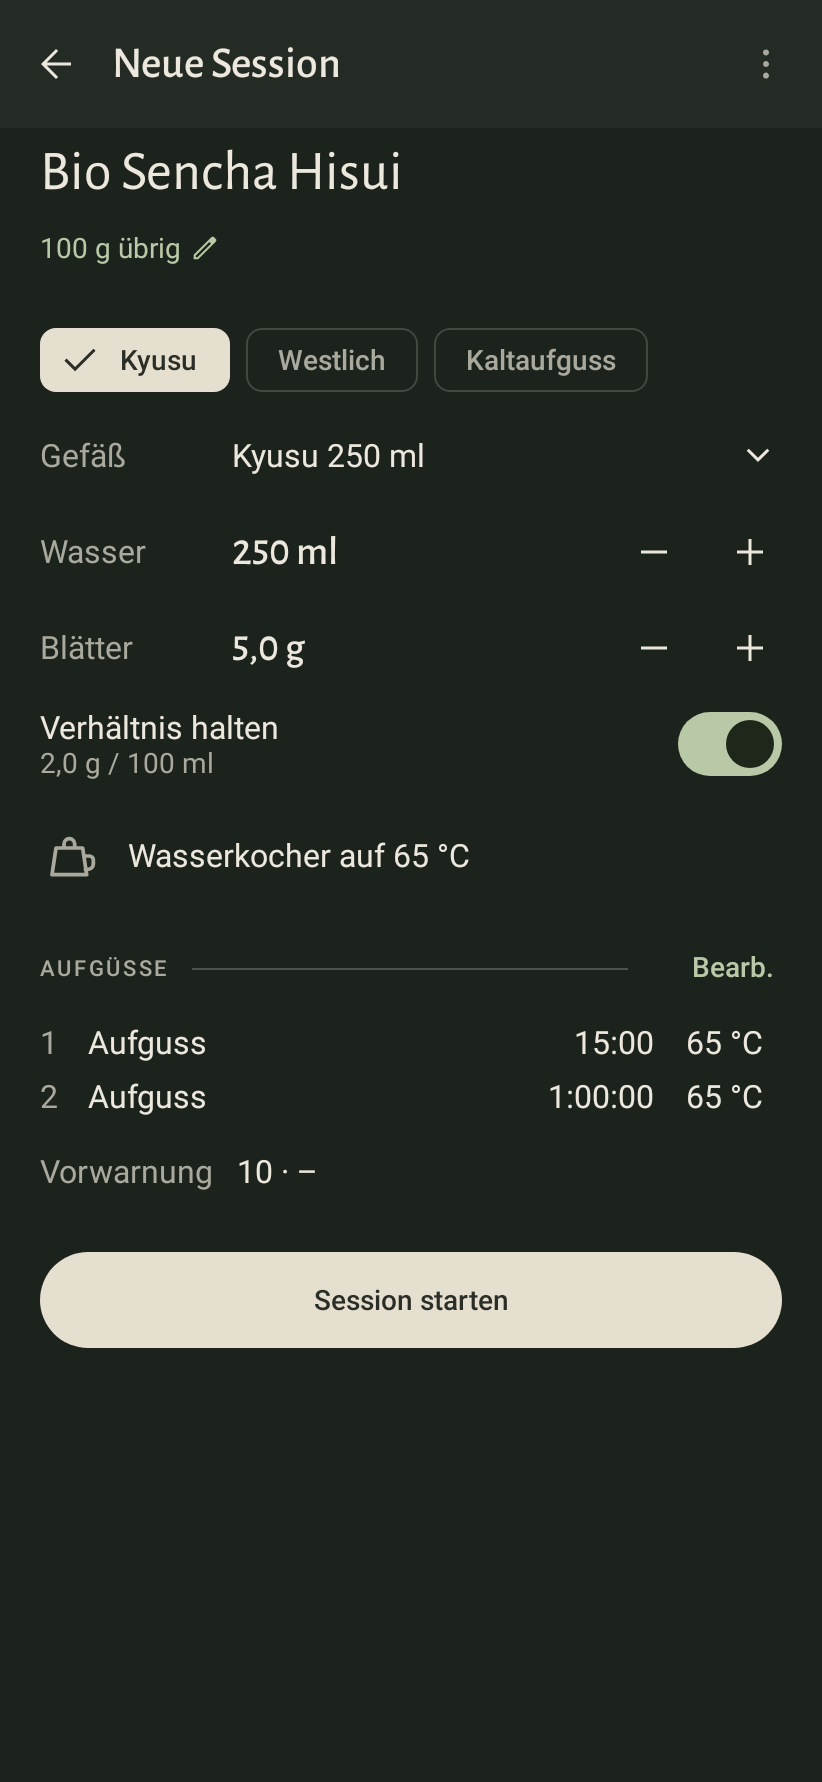 Neue Session
Bio Sencha Hisui
100 g übrig
Kyusu Westlich Kaltaufguss
Gefäß Kyusu 250 ml
Wasser 250 ml
Blätter 5,0 g
Verhältnis halten
2,0 g / 100 ml
Wasserkocher auf 65 °C
AUFGÜSSE Bearb.
1 Aufguss 15:00 65 °C
2 Aufguss 1:00:00 65 °C
Vorwarnung 10 · –
Session starten